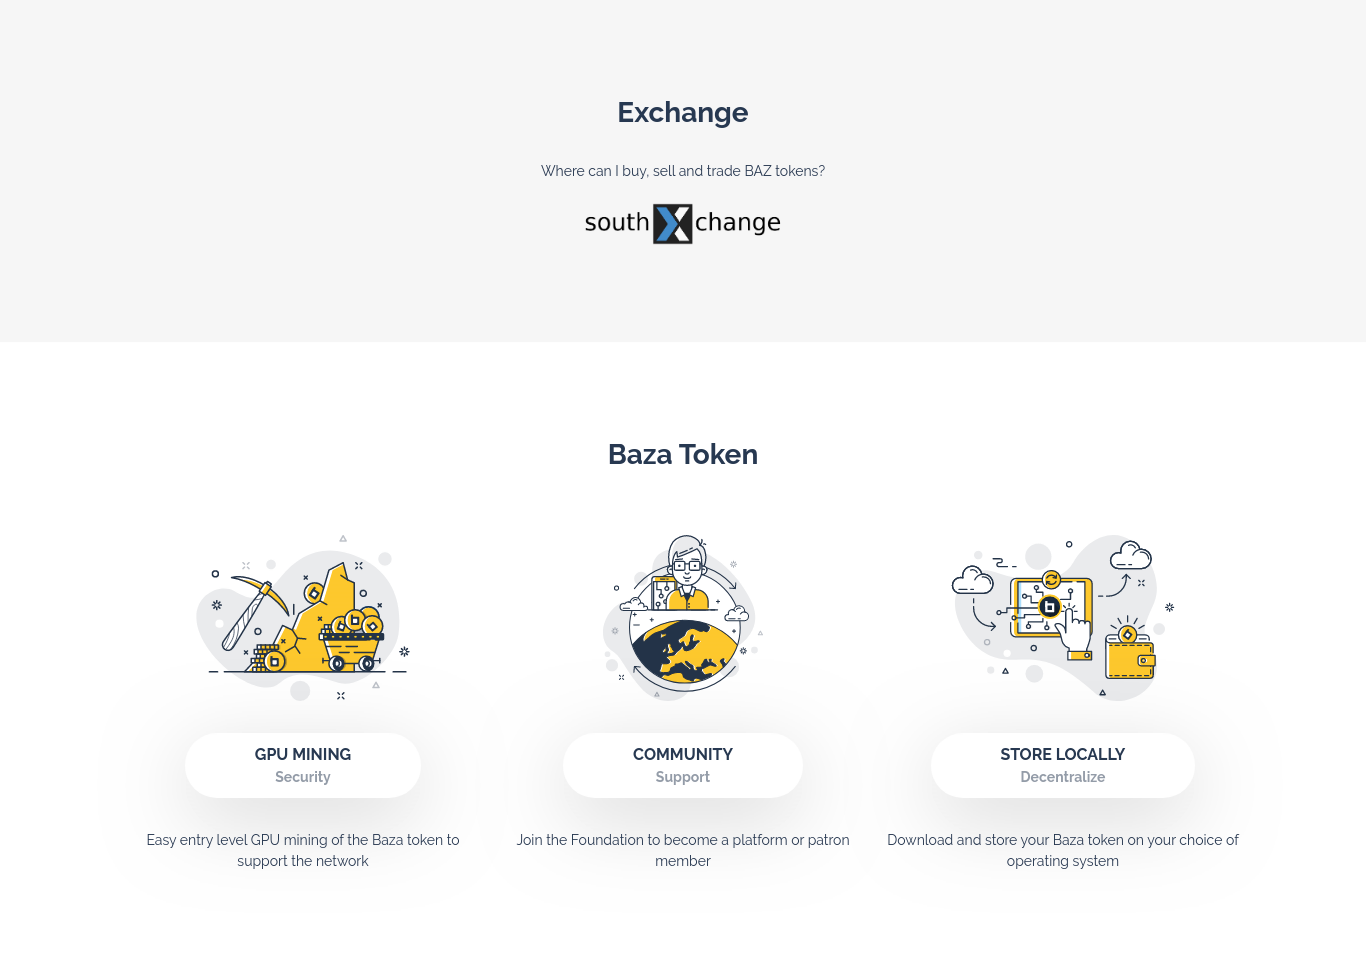 Exchange
Where can I buy, sell and trade BAZ tokens?
southXchange
Baza Token
GPU MINING
Security
Easy entry level GPU mining of the Baza token to
support the network
COMMUNITY
Support
Join the Foundation to become a platform or patron
member
STORE LOCALLY
Decentralize
Download and store your Baza token on your choice of
operating system